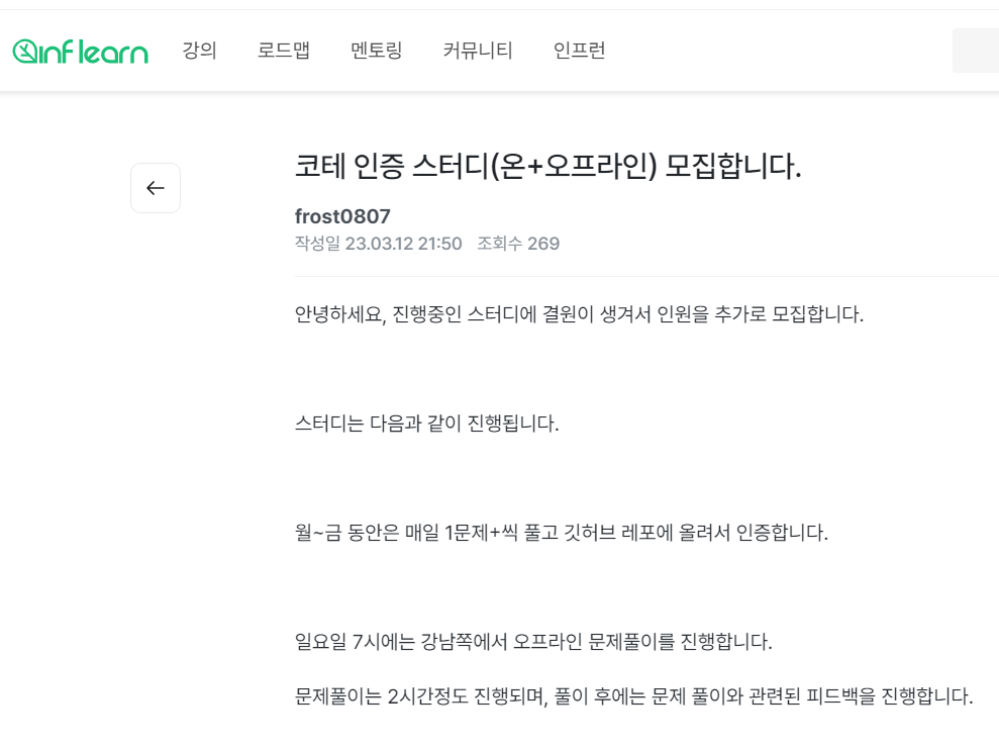 inflearn 강의 로드맵 멘토링 커뮤니티 인프런
코테 인증 스터디(온+오프라인) 모집합니다.
frost0807
작성일 23.03.12 21:50 조회수 269
안녕하세요, 진행중인 스터디에 결원이 생겨서 인원을 추가로 모집합니다.
스터디는 다음과 같이 진행됩니다.
월~금 동안은 매일 1문제+씩 풀고 깃허브 레포에 올려서 인증합니다.
일요일 7시에는 강남쪽에서 오프라인 문제풀이를 진행합니다.
문제풀이는 2시간정도 진행되며, 풀이 후에는 문제 풀이와 관련된 피드백을 진행합니다.